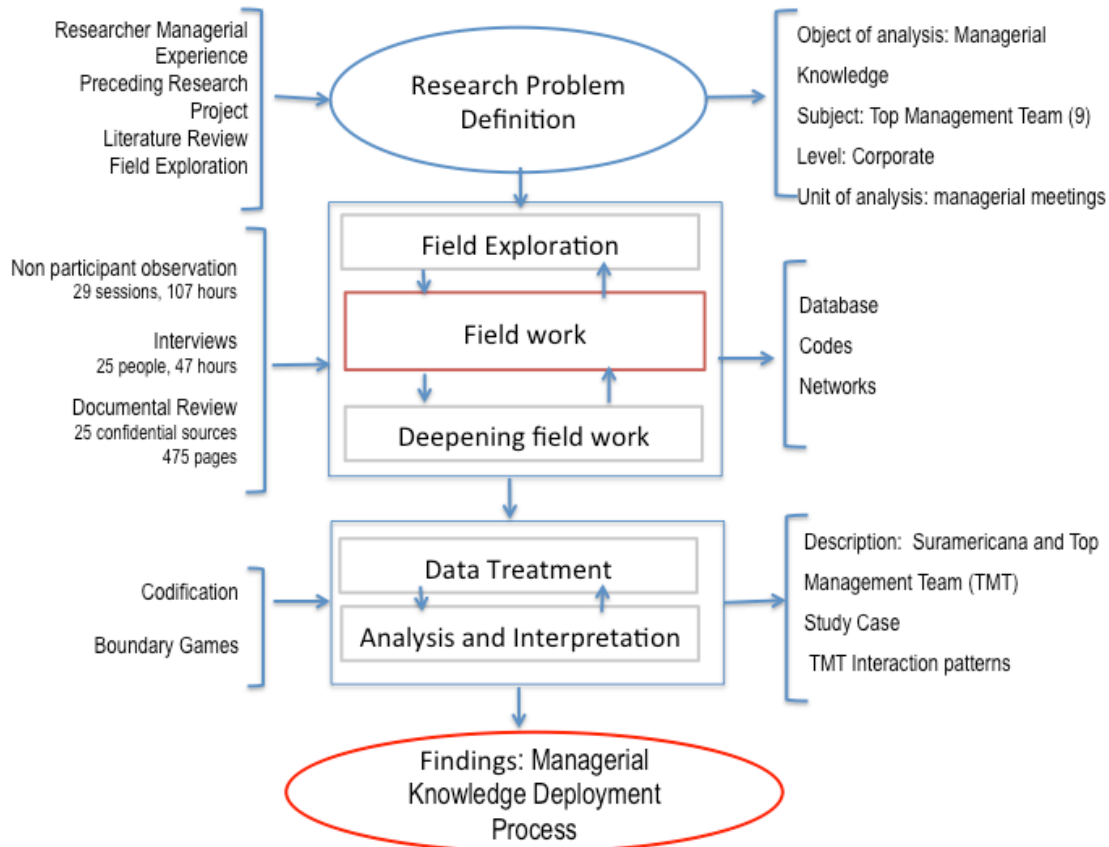 Researcher Managerial
Experience
Preceding Research
Project
Literature Review
Field Exploration
Research Problem
Definition
Object of analysis: Managerial
Knowledge
Subject: Top Management Team (9)
Level: Corporate
Unit of analysis: managerial meetings
Non participant observation
29 sessions, 107 hours
Interviews
25 people, 47 hours
Documental Review
25 confidential sources
475 pages
Field Exploration
Field work
Deepening field work
Database
Codes
Networks
Codification
Boundary Games
Data Treatment
Analysis and Interpretation
Description: Suramericana and Top
Management Team (TMT)
Study Case
TMT Interaction patterns
Findings: Managerial
Knowledge Deployment
Process